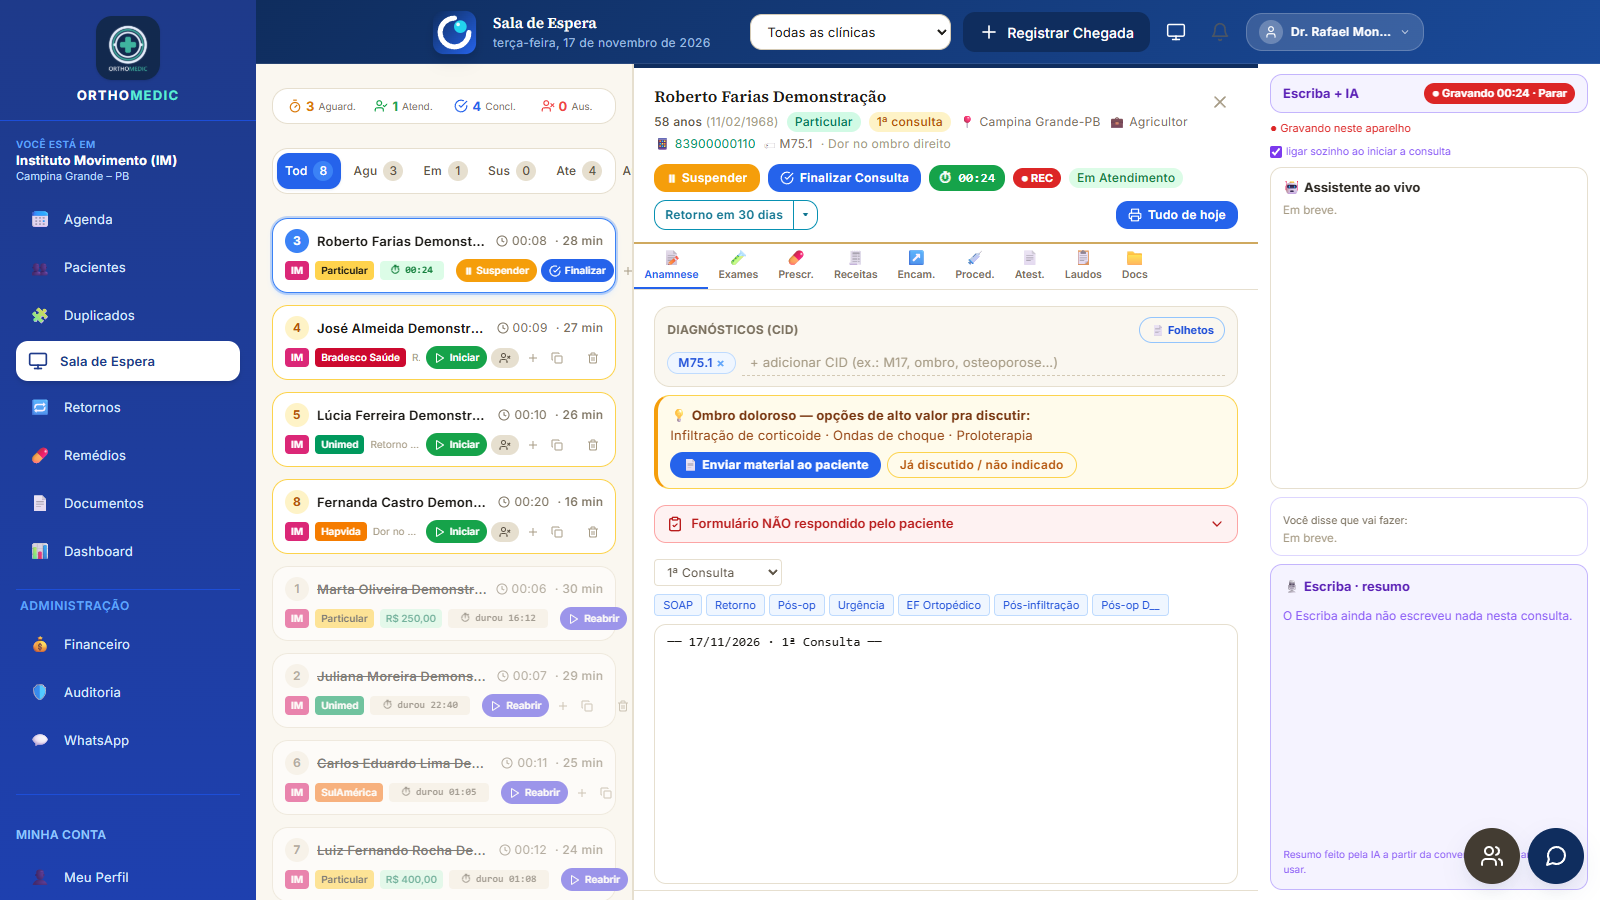 ORTHOMEDIC
ORTHOMEDIC
VOCÊ ESTÁ EM
Instituto Movimento (IM)
Campina Grande – PB
Agenda
Pacientes
Duplicados
Sala de Espera
Retornos
Remédios
Documentos
Dashboard
ADMINISTRAÇÃO
Financeiro
Auditoria
WhatsApp
MINHA CONTA
Meu Perfil
Sala de Espera
terça-feira, 17 de novembro de 2026
Todas as clínicas
Registrar Chegada
Dr. Rafael Mon...
3 Aguard. 1 Atend. 4 Concl. 0 Aus.
Tod 8 Agu 3 Em 1 Sus 0 Ate 4 A
3 Roberto Farias Demonst... 00:08 · 28 min
IM Particular 00:24 Suspender Finalizar
4 José Almeida Demonstr... 00:09 · 27 min
IM Bradesco Saúde R. Iniciar
5 Lúcia Ferreira Demonstr... 00:10 · 26 min
IM Unimed Retorno ... Iniciar
8 Fernanda Castro Demon... 00:20 · 16 min
IM Hapvida Dor no ... Iniciar
1 Marta Oliveira Demonstr... 00:06 · 30 min
IM Particular R$ 250,00 durou 16:12 Reabrir
2 Juliana Moreira Demons... 00:07 · 29 min
IM Unimed durou 22:40 Reabrir
6 Carlos Eduardo Lima De... 00:11 · 25 min
IM SulAmérica durou 01:05 Reabrir
7 Luiz Fernando Rocha De... 00:12 · 24 min
IM Particular R$ 400,00 durou 01:08 Reabrir
Roberto Farias Demonstração
58 anos (11/02/1968) Particular 1ª consulta Campina Grande-PB Agricultor
83900000110 M75.1 · Dor no ombro direito
Suspender Finalizar Consulta 00:24 REC Em Atendimento
Retorno em 30 dias Tudo de hoje
Anamnese Exames Prescr. Receitas Encam. Proced. Atest. Laudos Docs
DIAGNÓSTICOS (CID) Folhetos
M75.1 × + adicionar CID (ex.: M17, ombro, osteoporose...)
Ombro doloroso — opções de alto valor pra discutir:
Infiltração de corticoide · Ondas de choque · Proloterapia
Enviar material ao paciente Já discutido / não indicado
Formulário NÃO respondido pelo paciente
1ª Consulta
SOAP Retorno Pós-op Urgência EF Ortopédico Pós-infiltração Pós-op D__
—— 17/11/2026 · 1ª Consulta ——
Escriba + IA Gravando 00:24 · Parar
Gravando neste aparelho
ligar sozinho ao iniciar a consulta
Assistente ao vivo
Em breve.
Você disse que vai fazer:
Em breve.
Escriba · resumo
O Escriba ainda não escreveu nada nesta consulta.
Resumo feito pela IA a partir da
usar.